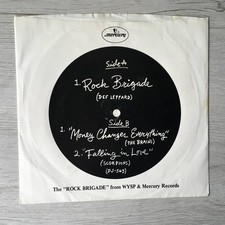 mercury
Side A
1. Rock Brigade
(DEF LEPPARD)
Side B
1. "Money Changes Everything"
(THE BRAINS)
2. "Falling in Love"
(SCORPIONS)
(DJ-565)
The "ROCK BRIGADE" from WYSP & Mercury Records